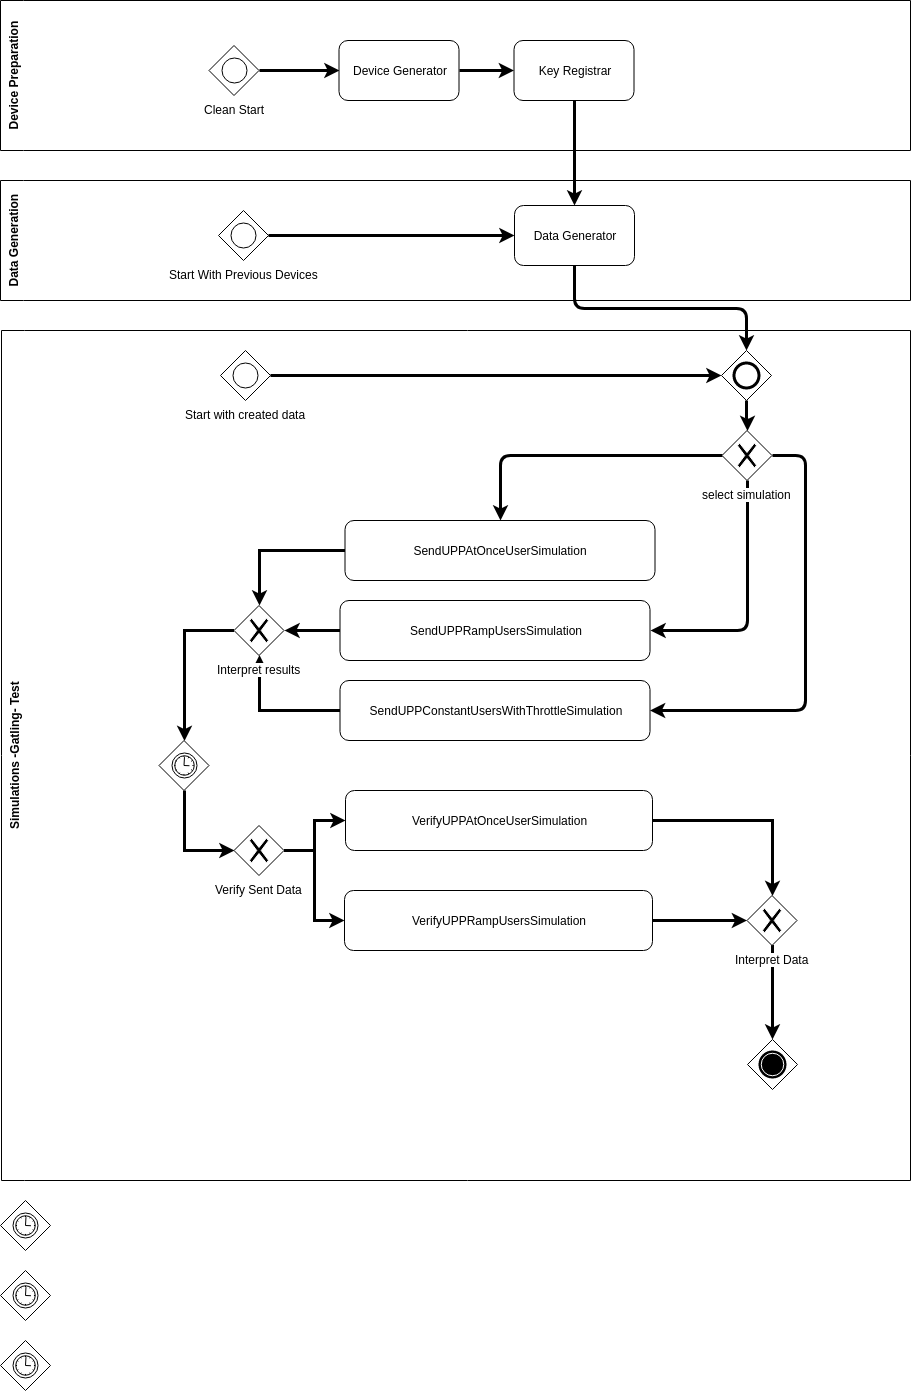 Device Preparation
Device Generator
Key Registrar
Clean Start
Data Generation
Data Generator
Start With Previous Devices
Simulations -Gatling- Test
Start with created data
select simulation
SendUPPAtOnceUserSimulation
SendUPPRampUsersSimulation
Interpret results
SendUPPConstantUsersWithThrottleSimulation
VerifyUPPAtOnceUserSimulation
Verify Sent Data
VerifyUPPRampUsersSimulation
Interpret Data